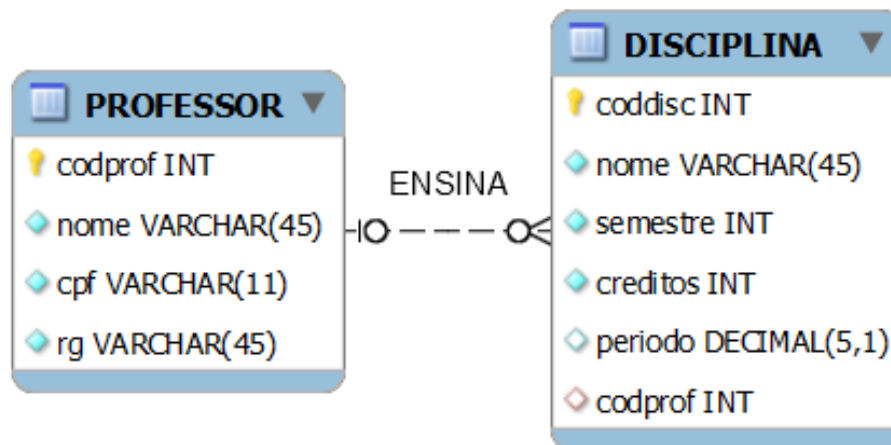 PROFESSOR
codprof INT
nome VARCHAR(45)
cpf VARCHAR(11)
rg VARCHAR(45)
ENSINA
DISCIPLINA
coddisc INT
nome VARCHAR(45)
semestre INT
creditos INT
periodo DECIMAL(5,1)
codprof INT